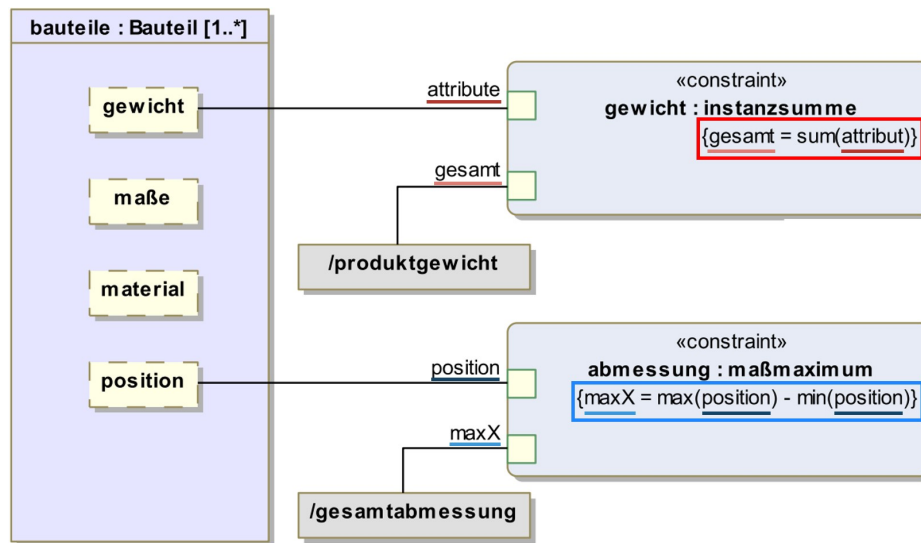 bauteile : Bauteil [1..*]
gewicht
maße
material
position
attribute
gesamt
/produktgewicht
«constraint»
gewicht : instanzsumme
{gesamt = sum(attribut)}
position
maxX
/gesamtabmessung
«constraint»
abmessung : maßmaximum
{maxX = max(position) - min(position)}